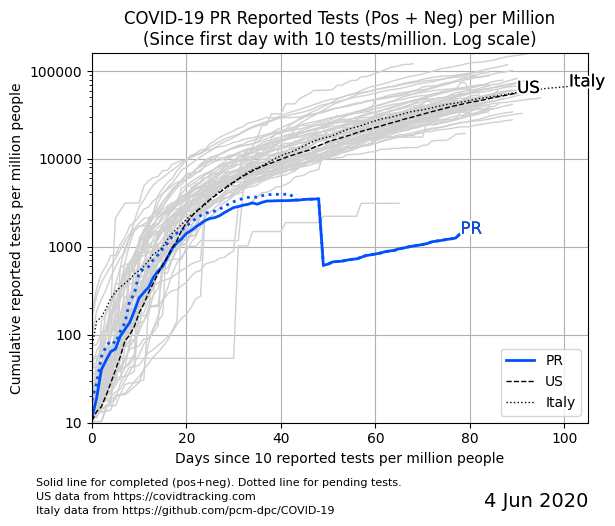 COVID-19 PR Reported Tests (Pos + Neg) per Million
(Since first day with 10 tests/million. Log scale)
Cumulative reported tests per million people
100000
10000
1000
100
10
US
Italy
PR
PR
US
Italy
0
20
40
60
80
100
Days since 10 reported tests per million people
Solid line for completed (pos+neg). Dotted line for pending tests.
US data from https://covidtracking.com
Italy data from https://github.com/pcm-dpc/COVID-19
4 Jun 2020